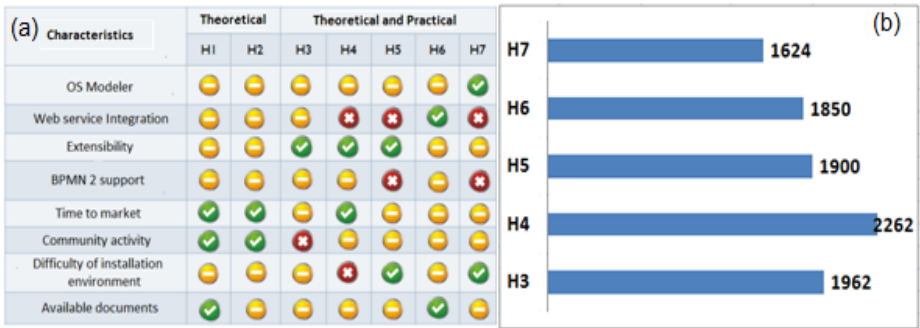 (a)
Characteristics
Theoretical
Theoretical and Practical
H1 H2 H3 H4 H5 H6 H7
OS Modeler
Web service Integration
Extensibility
BPMN 2 support
Time to market
Community activity
Difficulty of installation
environment
Available documents
(b)
H7 1624
H6 1850
H5 1900
H4 2262
H3 1962